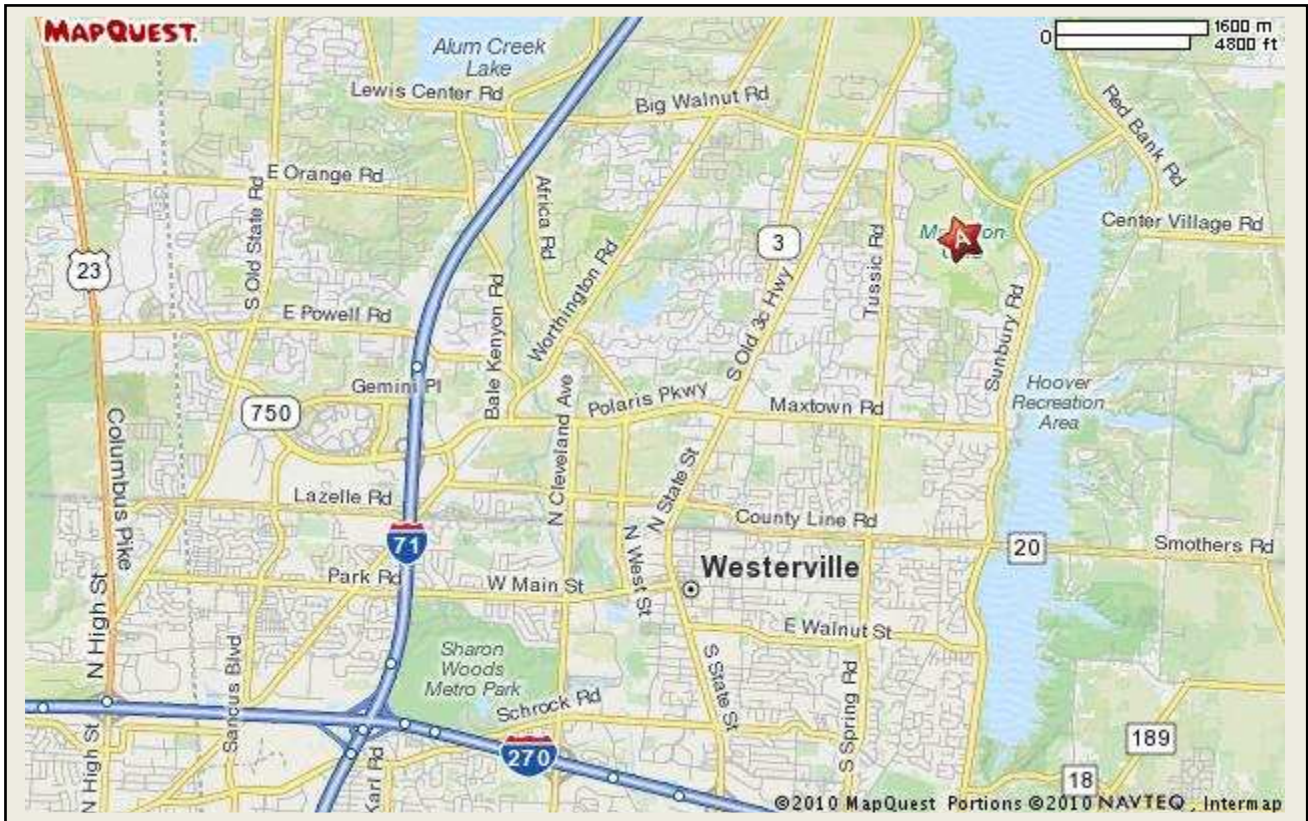 MAPQUEST.
0
1600 m
4800 ft
Alum Creek
Lake
Lewis Center Rd
Big Walnut Rd
Red Bank Rd
E Orange Rd
Africa Rd
S Old State Rd
3
Tussic Rd
Center Village Rd
A
23
Worthington Rd
S Old 3c Hwy
E Powell Rd
Bale Kenyon Rd
Sunbury Rd
Gemini Pl
Hoover
Recreation
Area
750
Polaris Pkwy
Maxtown Rd
Columbus Pike
N Cleveland Ave
N State St
Lazelle Rd
County Line Rd
71
20
Smothers Rd
N West St
Westerville
Park Rd
W Main St
N High St
E Walnut St
Sharon
Woods
Metro Park
Sancus Blvd
S State St
S Spring Rd
Schrock Rd
N High St
Karl Rd
270
189
18
©2010 MapQuest Portions ©2010 NAVTEQ, Intermap